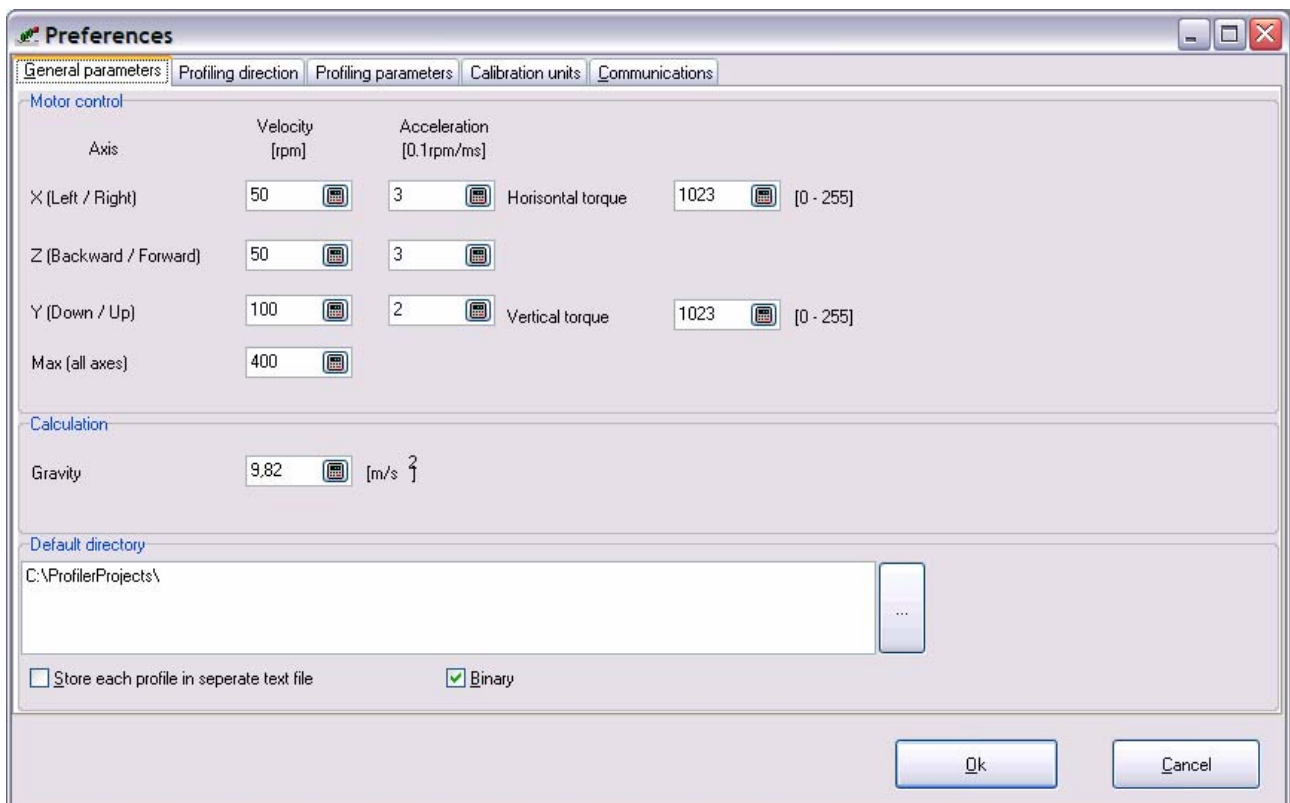 Preferences
General parameters Profiling direction Profiling parameters Calibration units Communications
Motor control
Velocity Acceleration
Axis [rpm] [0.1rpm/ms]
X (Left / Right) 50 3 Horisontal torque 1023 [0 - 255]
Z (Backward / Forward) 50 3
Y (Down / Up) 100 2 Vertical torque 1023 [0 - 255]
Max (all axes) 400
Calculation
Gravity 9,82 [m/s 2]
Default directory
C:\ProfilerProjects\
...
Store each profile in seperate text file Binary
Ok Cancel